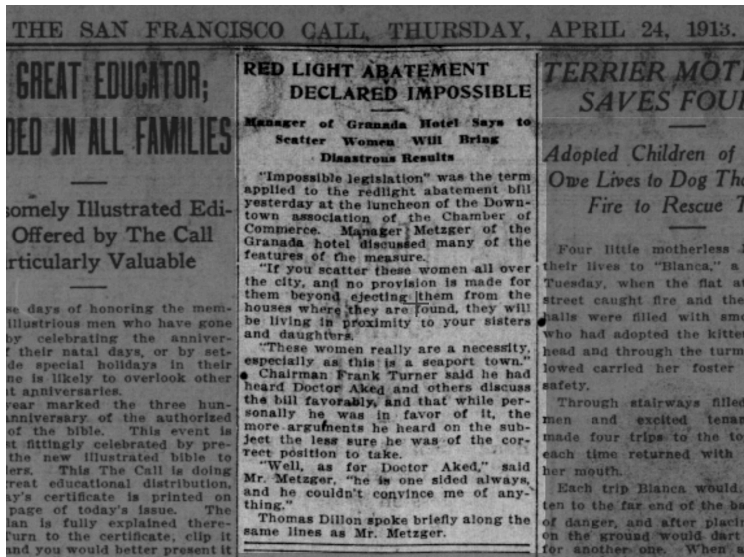 THE SAN FRANCISCO CALL, THURSDAY, APRIL 24, 1913.
GREAT EDUCATOR;
DED IN ALL FAMILIES
somely Illustrated Edi-
Offered by The Call
rticularly Valuable
se days of honoring the mem-
illustrious men who have gone
by celebrating the anniver-
f their natal days, or by set-
de special holidays in their
ne is likely to overlook other
t anniversaries.
year marked the three hun-
anniversary of the authorized
of the bible. This event is
st fittingly celebrated by pre-
the new illustrated bible to
ders. This The Call is doing
reat educational distribution,
ay's certificate is printed on
page of today's issue. The
lan is fully explained there-
Turn to the certificate, clip it
and you would better present it
RED LIGHT ABATEMENT
DECLARED IMPOSSIBLE
Manager of Granada Hotel Says to
Scatter Women Will Bring
Disastrous Results
"Impossible legislation" was the term
applied to the redlight abatement bill
yesterday at the luncheon of the Down-
town association of the Chamber of
Commerce. Manager Metzger of the
Granada hotel discussed many of the
features of the measure.
"If you scatter these women all over
the city, and no provision is made for
them beyond ejecting them from the
houses where they are found, they will
be living in proximity to your sisters
and daughters.
"These women really are a necessity,
especially as this is a seaport town."
Chairman Frank Turner said he had
heard Doctor Aked and others discuss
the bill favorably, and that while per-
sonally he was in favor of it, the
more arguments he heard on the sub-
ject the less sure he was of the cor-
rect position to take.
"Well, as for Doctor Aked," said
Mr. Metzger, "he is one sided always,
and he couldn't convince me of any-
thing."
Thomas Dillon spoke briefly along the
same lines as Mr. Metzger.
TERRIER MOT
SAVES FOU
Adopted Children of
Owe Lives to Dog Tha
Fire to Rescue T
Four little motherless
their lives to "Blanca," a
Tuesday, when the flat a
street caught fire and the
halls were filled with smo
who had adopted the kitte
head and through the turm
lowed carried her foster
safety.
Through stairways filled
men and excited tenan
made four trips to the to
each time returned with
her mouth.
Each trip Blanca would
ten to the far end of the ba
of danger, and after placin
on the ground would dart
for another one. When a